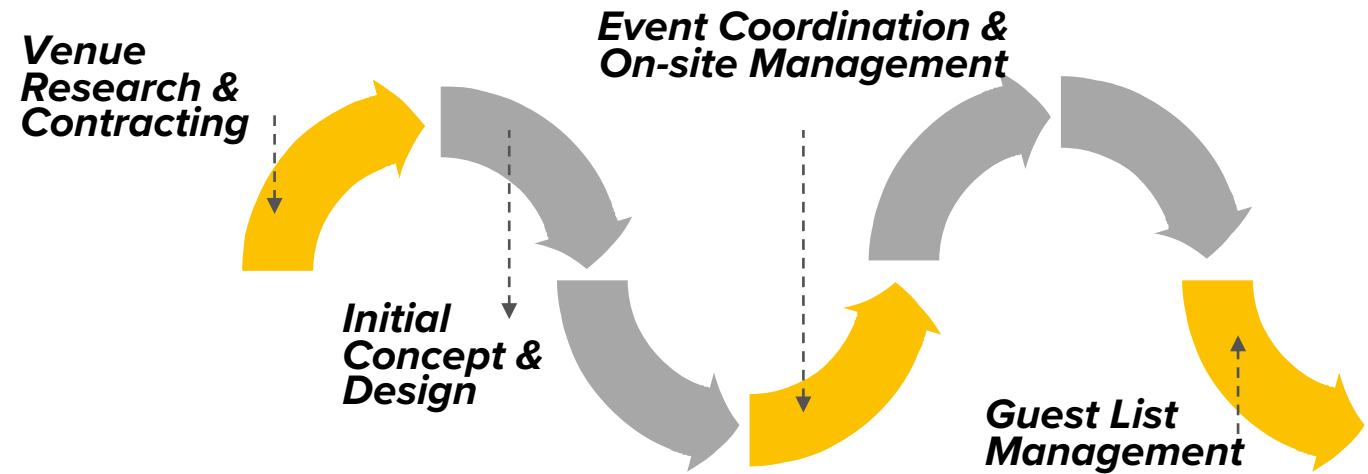 Venue
Research &
Contracting
Event Coordination &
On-site Management
Initial
Concept &
Design
Guest List
Management